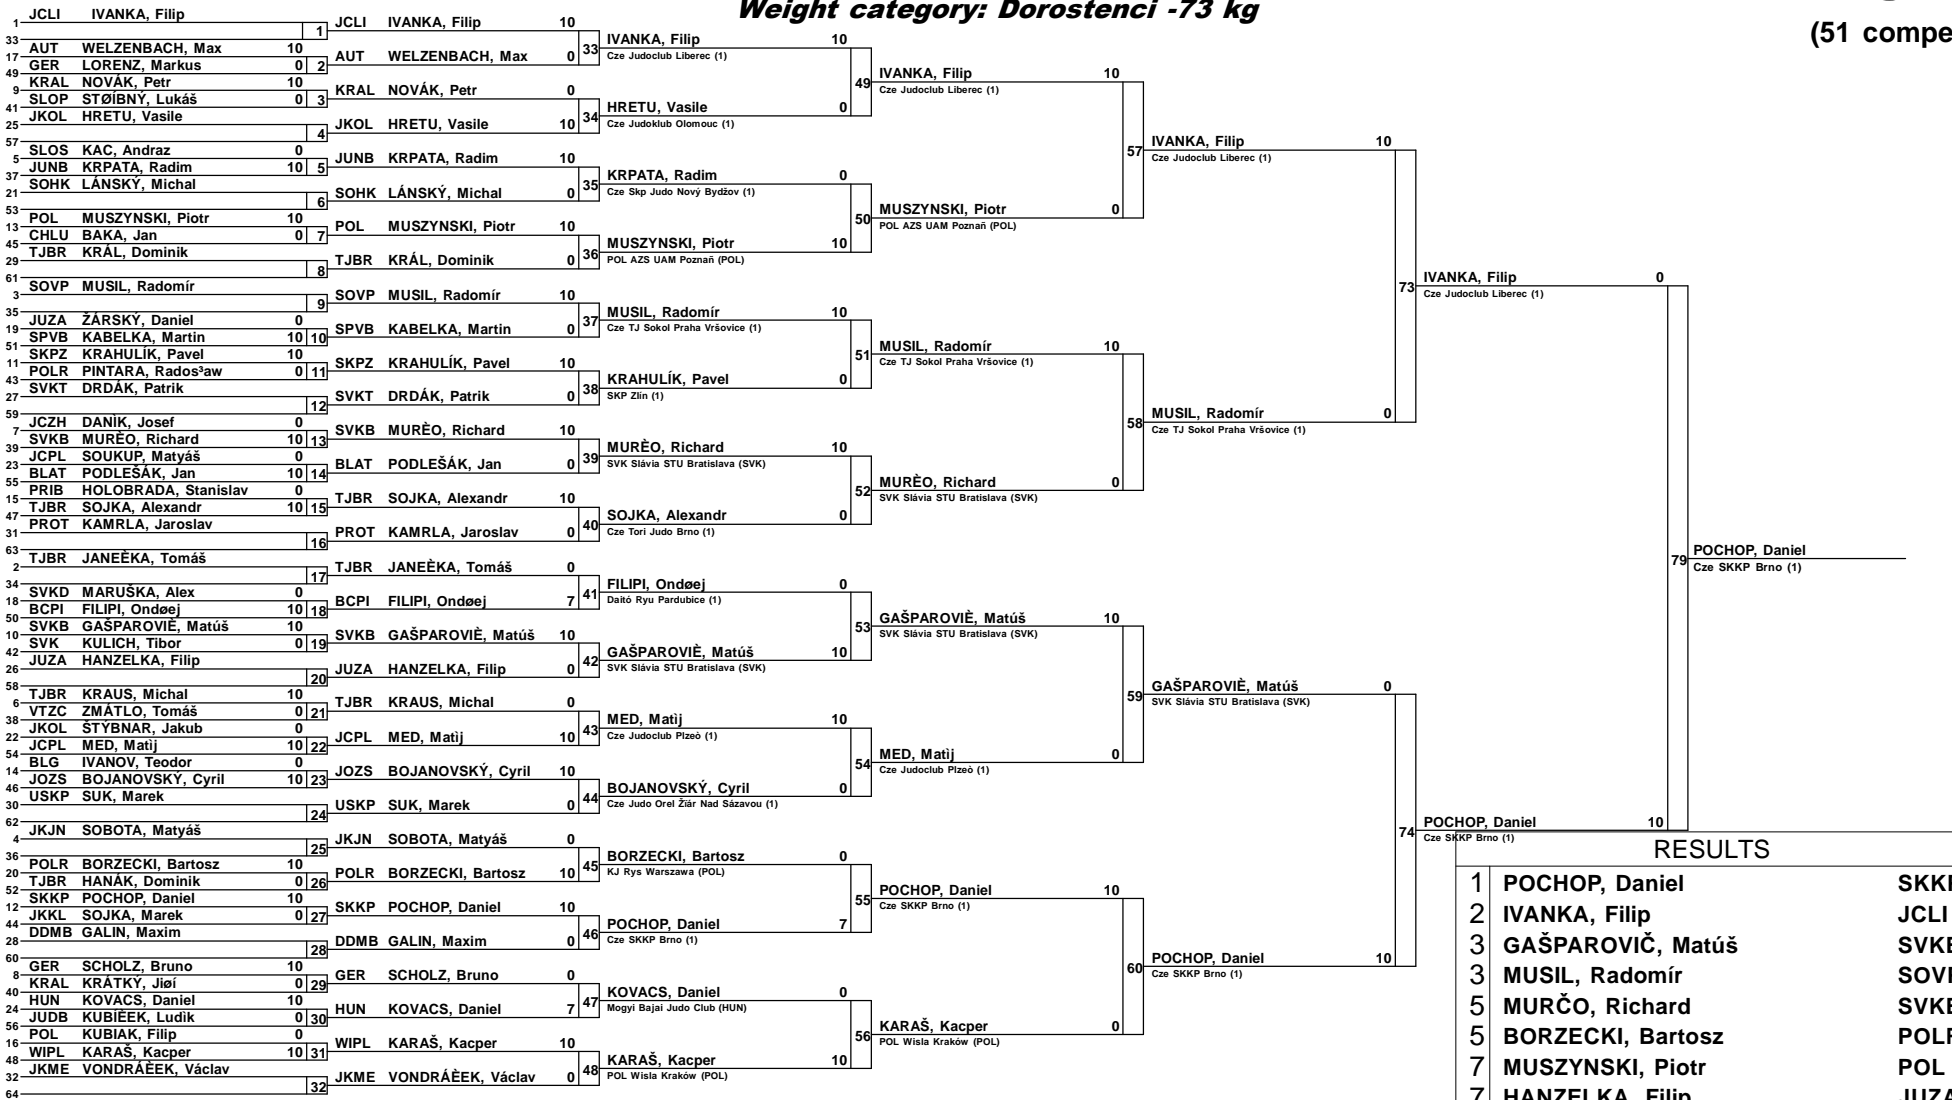 Weight category: Dorostenci -73 kg
(51 compe
1 JCLI IVANKA, Filip
33
1
17 AUT WELZENBACH, Max 10
49 GER LORENZ, Markus 0 2
9 KRAL NOVÁK, Petr 10
41 SLOP STØÍBNÝ, Lukáš 0 3
25 JKOL HRETU, Vasile
57
4
5 SLOS KAC, Andraz 0
37 JUNB KRPATA, Radim 10 5
21 SOHK LÁNSKÝ, Michal
53
6
13 POL MUSZYNSKI, Piotr 10
45 CHLU BAKA, Jan 0 7
29 TJBR KRÁL, Dominik
61
8
3 SOVP MUSIL, Radomír
35
9
19 JUZA ŽÁRSKÝ, Daniel 0
51 SPVB KABELKA, Martin 10 10
11 SKPZ KRAHULÍK, Pavel 10
43 POLR PINTARA, Rados³aw 0 11
27 SVKT DRDÁK, Patrik
59
12
7 JCZH DANÌK, Josef 0
39 SVKB MURÈO, Richard 10 13
23 JCPL SOUKUP, Matyáš 0
55 BLAT PODLEŠÁK, Jan 10 14
15 PRIB HOLOBRADA, Stanislav 0
47 TJBR SOJKA, Alexandr 10 15
31 PROT KAMRLA, Jaroslav
63
16
2 TJBR JANEÈKA, Tomáš
34
17
18 SVKD MARUŠKA, Alex 0
50 BCPI FILIPI, Ondøej 10 18
10 SVKB GAŠPAROVIÈ, Matúš 10
42 SVK KULICH, Tibor 0 19
26 JUZA HANZELKA, Filip
58
20
6 TJBR KRAUS, Michal 10
38 VTZC ZMÁTLO, Tomáš 0 21
22 JKOL ŠTÝBNAR, Jakub 0
54 JCPL MED, Matìj 10 22
14 BLG IVANOV, Teodor 0
46 JOZS BOJANOVSKÝ, Cyril 10 23
30 USKP SUK, Marek
62
24
4 JKJN SOBOTA, Matyáš
36
25
20 POLR BORZECKI, Bartosz 10
52 TJBR HANÁK, Dominik 0 26
12 SKKP POCHOP, Daniel 10
44 JKKL SOJKA, Marek 0 27
28 DDMB GALIN, Maxim
60
28
8 GER SCHOLZ, Bruno 10
40 KRAL KRÁTKÝ, Jiøí 0 29
24 HUN KOVACS, Daniel 10
56 JUDB KUBÍÈEK, Ludìk 0 30
16 POL KUBIAK, Filip 0
48 WIPL KARAŠ, Kacper 10 31
32 JKME VONDRÁÈEK, Václav
64
32
JCLI IVANKA, Filip 10
AUT WELZENBACH, Max 0 33
KRAL NOVÁK, Petr 0
JKOL HRETU, Vasile 10 34
JUNB KRPATA, Radim 10
SOHK LÁNSKÝ, Michal 0 35
POL MUSZYNSKI, Piotr 10
TJBR KRÁL, Dominik 0 36
SOVP MUSIL, Radomír 10
SPVB KABELKA, Martin 0 37
SKPZ KRAHULÍK, Pavel 10
SVKT DRDÁK, Patrik 0 38
SVKB MURÈO, Richard 10
BLAT PODLEŠÁK, Jan 0 39
TJBR SOJKA, Alexandr 10
PROT KAMRLA, Jaroslav 0 40
TJBR JANEÈKA, Tomáš 0
BCPI FILIPI, Ondøej 7 41
SVKB GAŠPAROVIÈ, Matúš 10
JUZA HANZELKA, Filip 0 42
TJBR KRAUS, Michal 0
JCPL MED, Matìj 10 43
JOZS BOJANOVSKÝ, Cyril 10
USKP SUK, Marek 0 44
JKJN SOBOTA, Matyáš 0
POLR BORZECKI, Bartosz 10 45
SKKP POCHOP, Daniel 10
DDMB GALIN, Maxim 0 46
GER SCHOLZ, Bruno 0
HUN KOVACS, Daniel 7 47
WIPL KARAŠ, Kacper 10
JKME VONDRÁÈEK, Václav 0 48
IVANKA, Filip 10
Cze Judoclub Liberec (1)
49
HRETU, Vasile 0
Cze Judoklub Olomouc (1)
KRPATA, Radim 0
Cze Skp Judo Nový Bydžov (1)
50
MUSZYNSKI, Piotr 10
POL AZS UAM Poznañ (POL)
MUSIL, Radomír 10
Cze TJ Sokol Praha Vršovice (1)
51
KRAHULÍK, Pavel 0
SKP Zlín (1)
MURÈO, Richard 10
SVK Slávia STU Bratislava (SVK)
52
SOJKA, Alexandr 0
Cze Tori Judo Brno (1)
FILIPI, Ondøej 0
Daitó Ryu Pardubice (1)
53
GAŠPAROVIÈ, Matúš 10
SVK Slávia STU Bratislava (SVK)
MED, Matìj 10
Cze Judoclub Plzeò (1)
54
BOJANOVSKÝ, Cyril 0
Cze Judo Orel Žïár Nad Sázavou (1)
BORZECKI, Bartosz 0
KJ Rys Warszawa (POL)
55
POCHOP, Daniel 7
Cze SKKP Brno (1)
KOVACS, Daniel 0
Mogyi Bajai Judo Club (HUN)
56
KARAŠ, Kacper 10
POL Wisla Kraków (POL)
IVANKA, Filip 10
Cze Judoclub Liberec (1)
57
MUSZYNSKI, Piotr 0
POL AZS UAM Poznañ (POL)
MUSIL, Radomír 10
Cze TJ Sokol Praha Vršovice (1)
58
MURÈO, Richard 0
SVK Slávia STU Bratislava (SVK)
GAŠPAROVIÈ, Matúš 10
SVK Slávia STU Bratislava (SVK)
59
MED, Matìj 0
Cze Judoclub Plzeò (1)
POCHOP, Daniel 10
Cze SKKP Brno (1)
60
KARAŠ, Kacper 0
POL Wisla Kraków (POL)
IVANKA, Filip 10
Cze Judoclub Liberec (1)
73
MUSIL, Radomír 0
Cze TJ Sokol Praha Vršovice (1)
GAŠPAROVIÈ, Matúš 0
SVK Slávia STU Bratislava (SVK)
74
POCHOP, Daniel 10
Cze SKKP Brno (1)
IVANKA, Filip 0
Cze Judoclub Liberec (1)
79
POCHOP, Daniel 10
Cze SKKP Brno (1)
POCHOP, Daniel
Cze SKKP Brno (1)
RESULTS
1 POCHOP, Daniel SKKP
2 IVANKA, Filip JCLI
3 GAŠPAROVIČ, Matúš SVKB
3 MUSIL, Radomír SOVP
5 MURČO, Richard SVKB
5 BORZECKI, Bartosz POLR
7 MUSZYNSKI, Piotr POL
7 HANZELKA, Filip JUZA